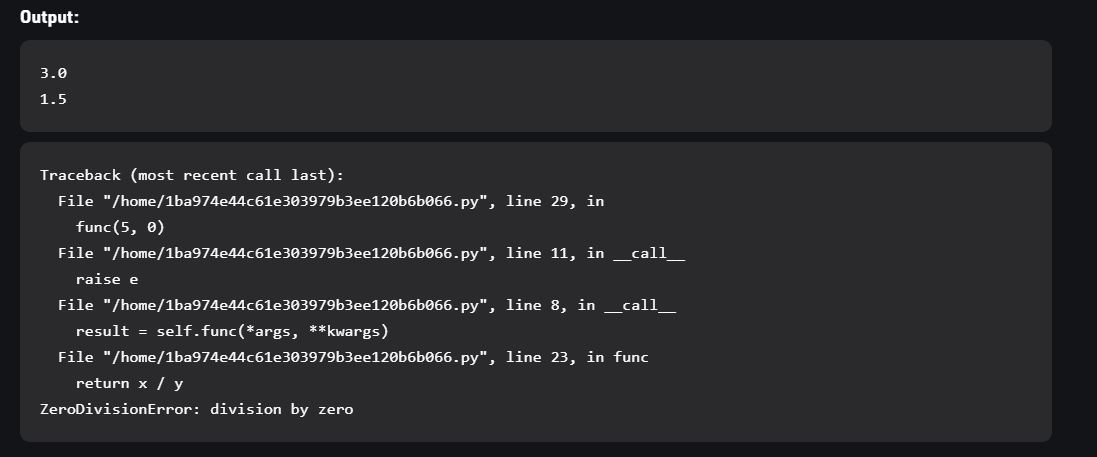 Output:
3.0
1.5
Traceback (most recent call last):
File "/home/1ba974e44c61e303979b3ee120b6b066.py", line 29, in
func(5, 0)
File "/home/1ba974e44c61e303979b3ee120b6b066.py", line 11, in __call__
raise e
File "/home/1ba974e44c61e303979b3ee120b6b066.py", line 8, in __call__
result = self.func(*args, **kwargs)
File "/home/1ba974e44c61e303979b3ee120b6b066.py", line 23, in func
return x / y
ZeroDivisionError: division by zero